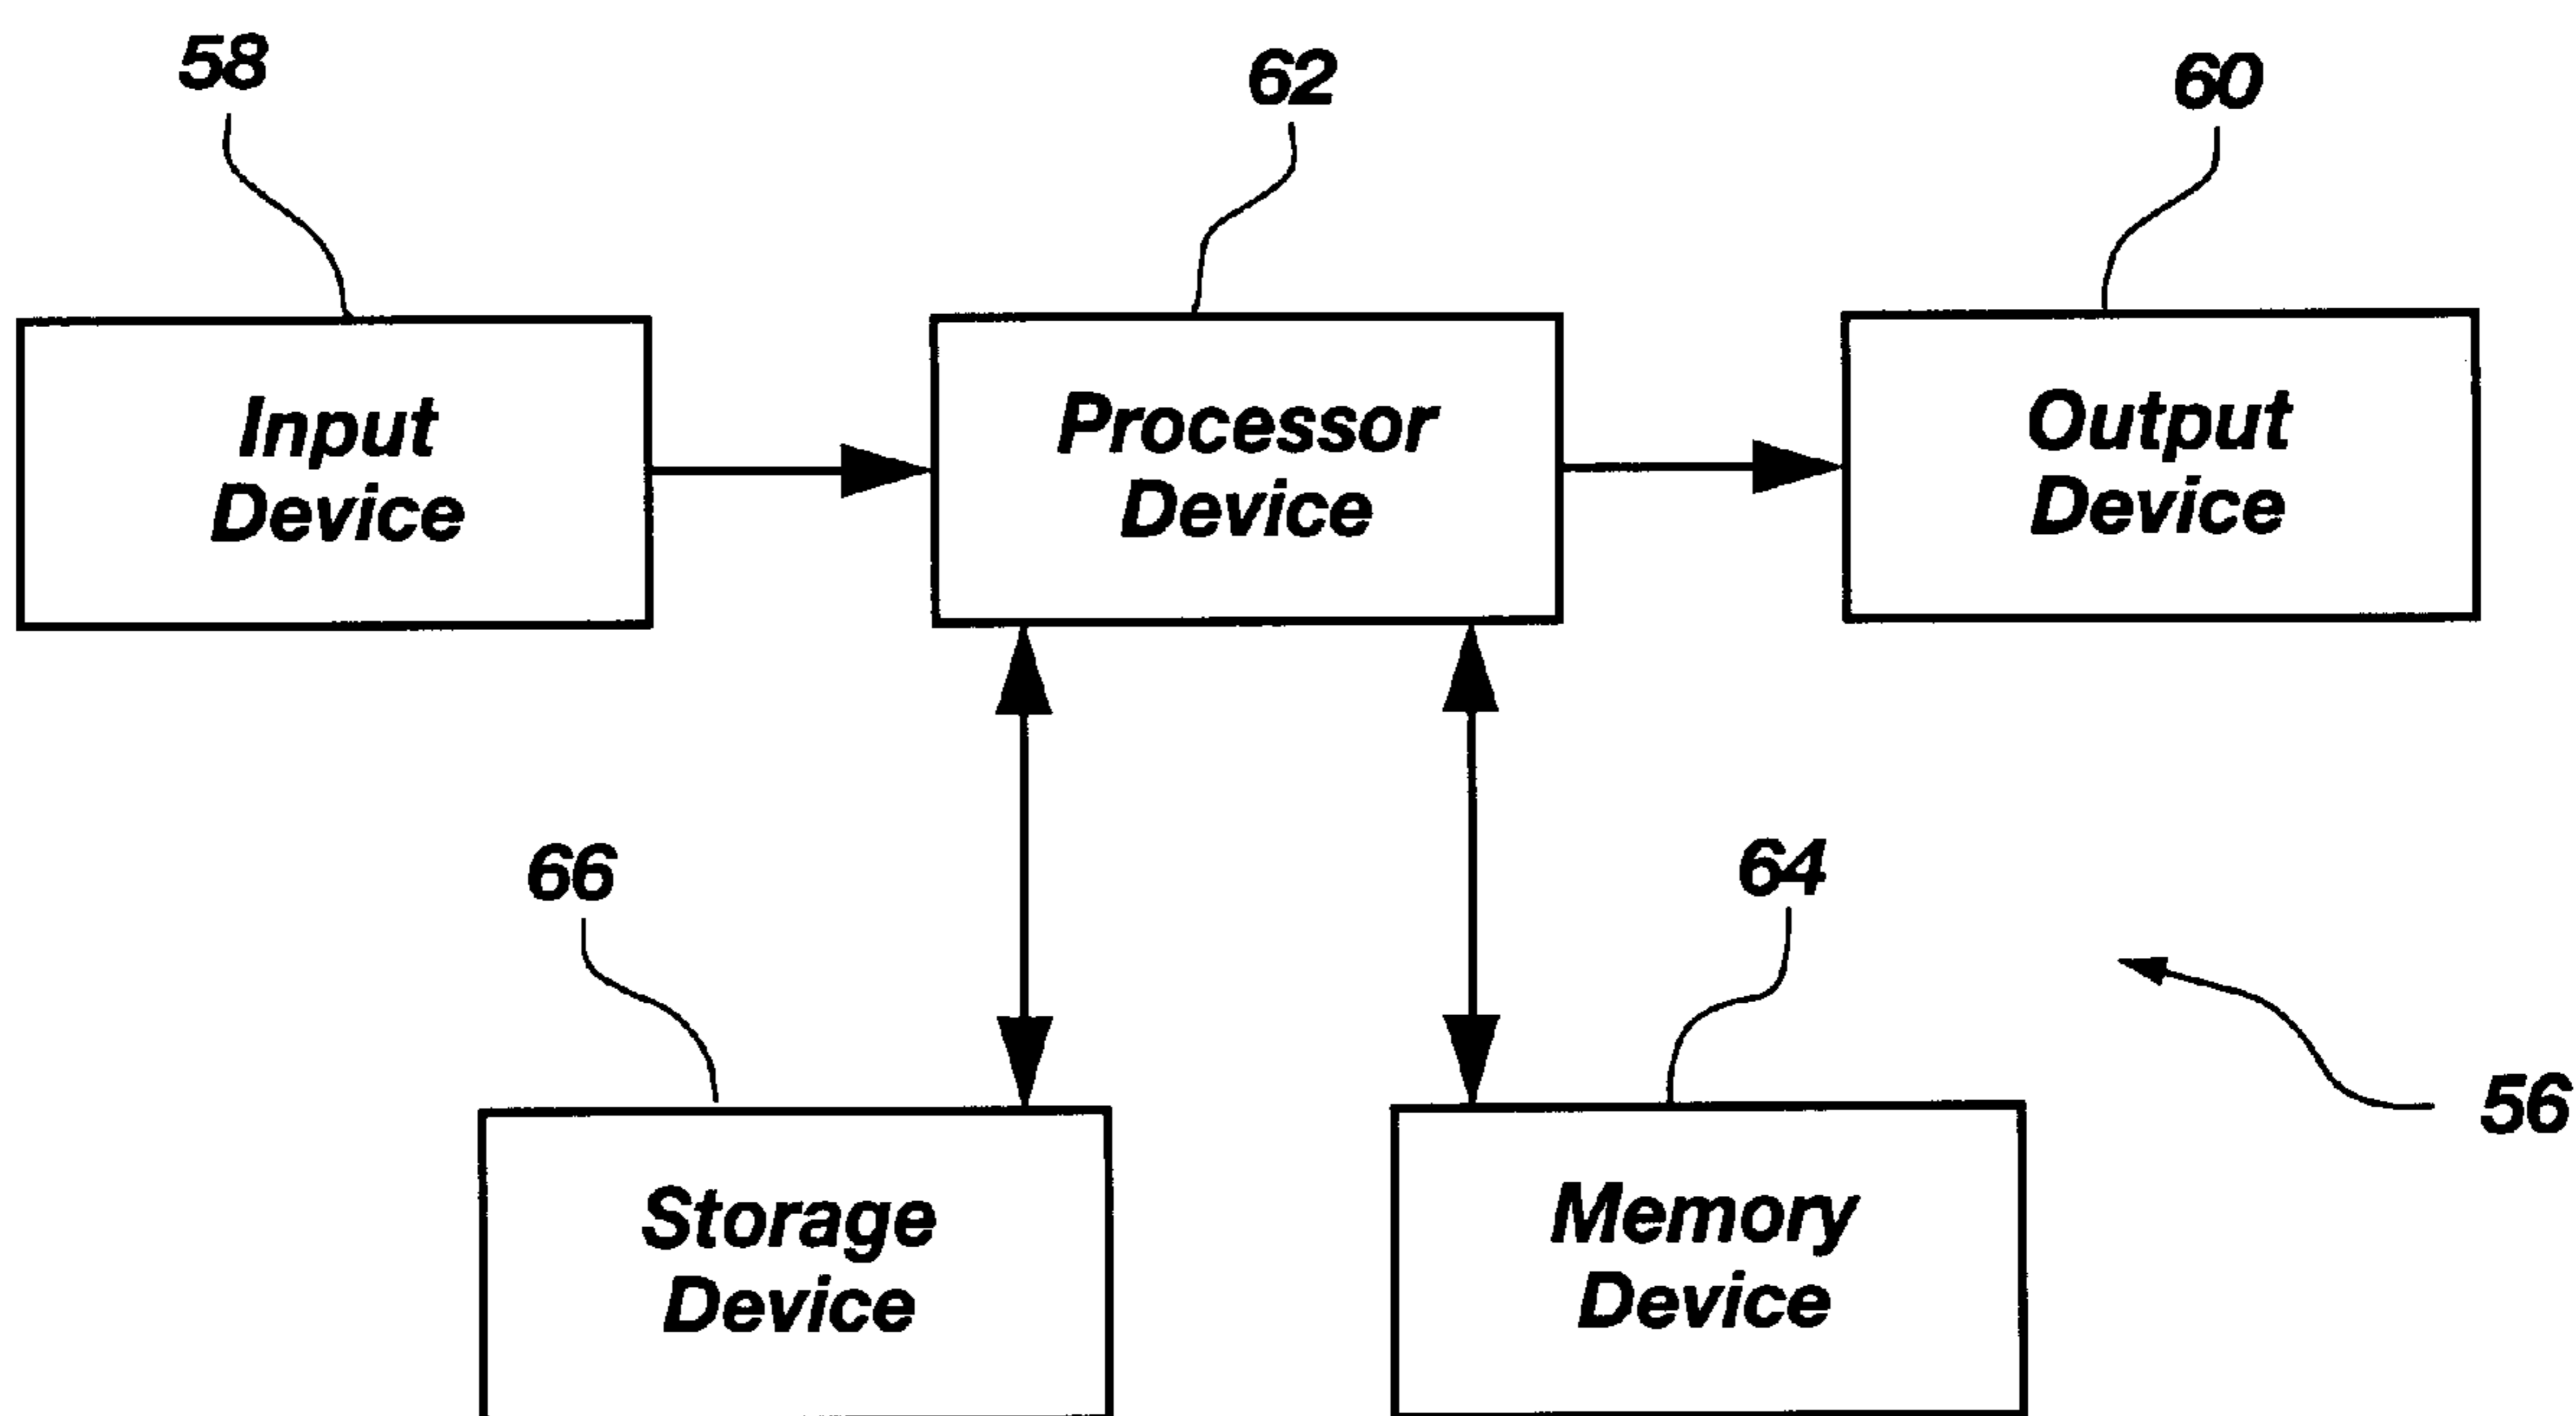 58
62
60
Input
Device
Processor
Device
Output
Device
66
64
56
Storage
Device
Memory
Device